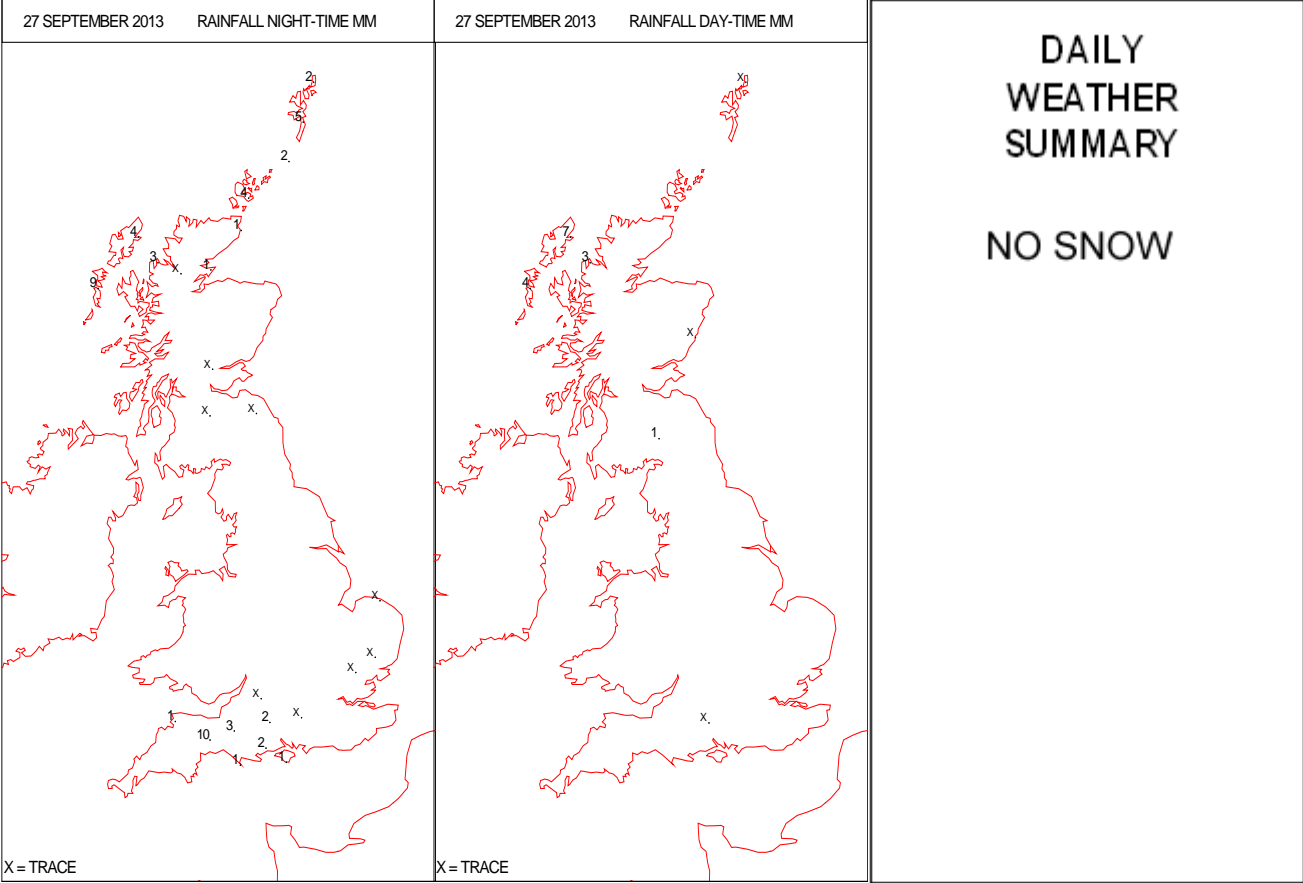 27 SEPTEMBER 2013 RAINFALL NIGHT-TIME MM
2
5
2
4
1
4
3
X
1
9
X
X
X
X
X
X
X
1
2
X
3
10
2
1
1
X = TRACE
27 SEPTEMBER 2013 RAINFALL DAY-TIME MM
X
7
3
4
X
1
X
X = TRACE
DAILY
WEATHER
SUMMARY
NO SNOW